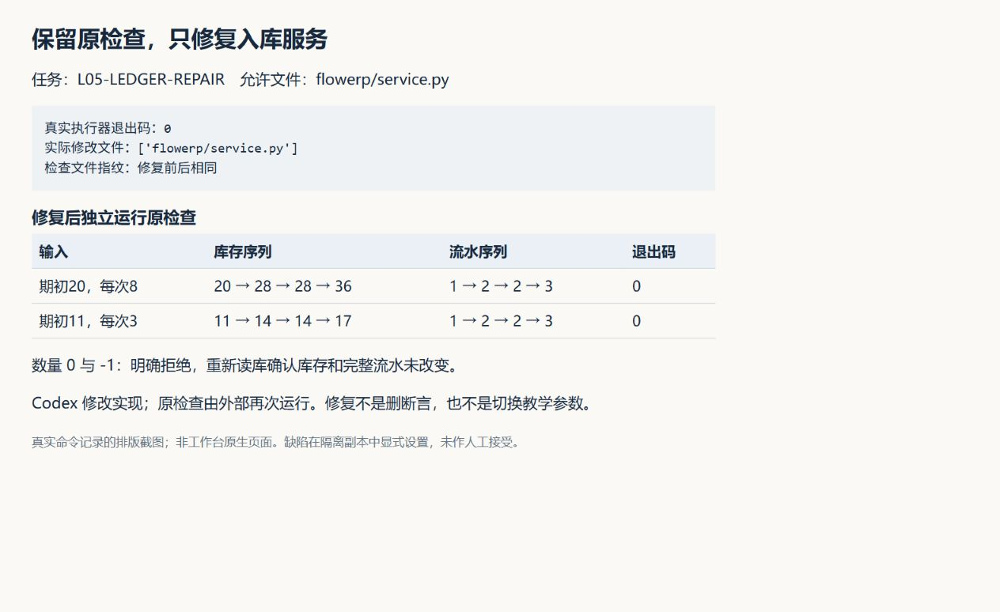 保留原检查，只修复入库服务
任务：L05-LEDGER-REPAIR 允许文件：flowerp/service.py
真实执行器退出码：0
实际修改文件：['flowerp/service.py']
检查文件指纹：修复前后相同
修复后独立运行原检查
输入 库存序列 流水序列 退出码
期初20，每次8 20 → 28 → 28 → 36 1 → 2 → 2 → 3 0
期初11，每次3 11 → 14 → 14 → 17 1 → 2 → 2 → 3 0
数量 0 与 -1：明确拒绝，重新读库确认库存和完整流水未改变。
Codex 修改实现；原检查由外部再次运行。修复不是删断言，也不是切换教学参数。
真实命令记录的排版截图；非工作台原生页面。缺陷在隔离副本中显式设置，未作人工接受。